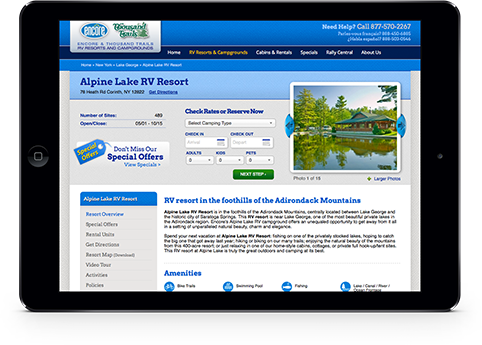 encore
Thousand Trails
ENCORE & THOUSAND TRAILS
RV RESORTS AND CAMPGROUNDS
Need Help? Call 877-570-2267
Parlez-vous français? 888-450-6865
¿Habla español? 888-503-0546
Home
RV Resorts & Campgrounds
Cabins & Rentals
Specials
Rally Central
About Us
Home » New York » Lake George » Alpine Lake RV Resort
Alpine Lake RV Resort
78 Heath Rd Corinth, NY 12822 Get Directions
Number of Sites: 489
Open/Close: 05/01 - 10/15
Special Offers
Don't Miss Our
Special Offers
View Specials »
Check Rates or Reserve Now
Select Camping Type
CHECK IN CHECK OUT
Arrival Depart
ADULTS KIDS PETS
0 0 0
NEXT STEP ›
Photo 1 of 18
Larger Photos
Alpine Lake RV Resort
Resort Overview
Special Offers
Rental Units
Get Directions
Resort Map (Download)
Video Tour
Activities
Policies
RV resort in the foothills of the Adirondack Mountains
Alpine Lake RV Resort is in the foothills of the Adirondack Mountains, centrally located between Lake George and
the historic city of Saratoga Springs. This RV resort is near Lake George, one of the most beautiful private lakes in
the Adirondack region. Encore Alpine Lake RV campground offers an unequaled opportunity to get away from it all
in a setting of unparalleled natural beauty, charm and elegance.
Spend your next vacation at Alpine Lake RV Resort: fishing on one of the privately stocked lakes, hoping to catch
the big one that got away last year; hiking or biking on our many trails; enjoying the natural beauty of the mountains
from this 400-acre resort; or just relaxing in one of our home-style cabins, cottages, or private full hook-up sites.
This RV resort at Alpine Lake is truly the great outdoors and camping at its best.
Amenities
Bike Trails
Swimming Pool
Fishing
Lake / Canal / River /
Ocean Frontage